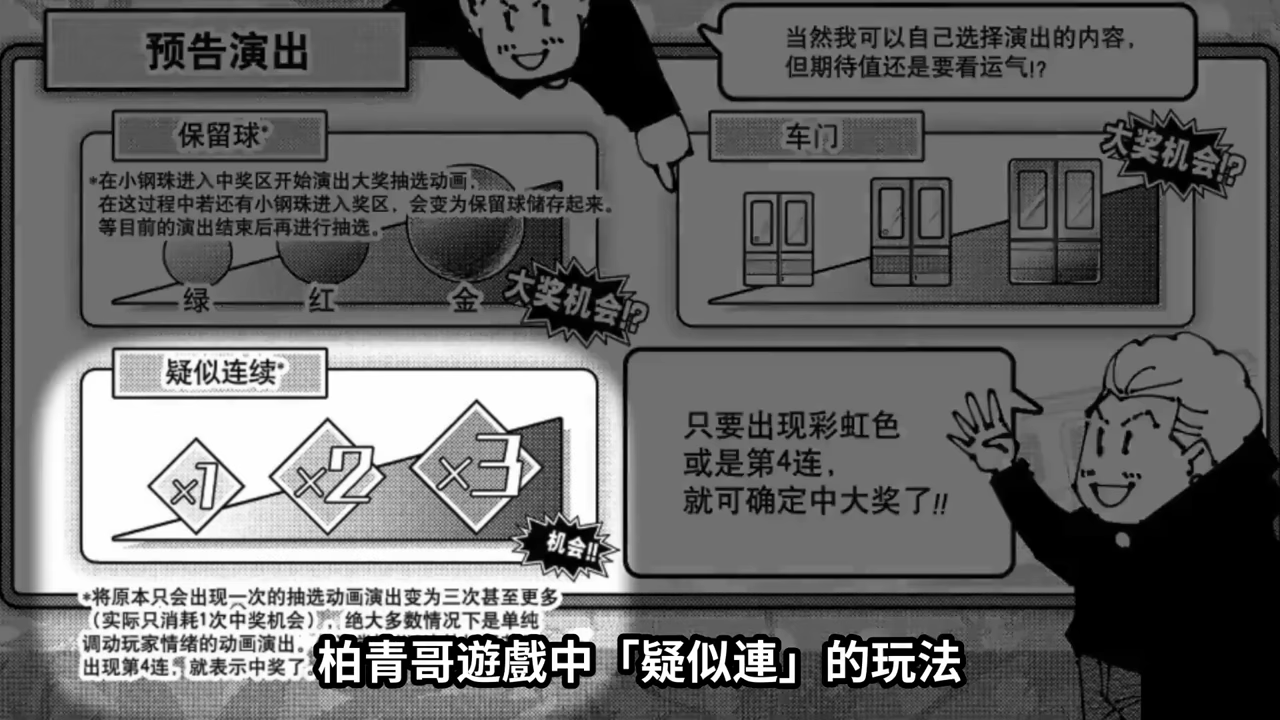 预告演出
当然我可以自己选择演出的内容，
但期待值还是要看运气!?
保留球*
*在小钢珠进入中奖区开始演出大奖抽选动画，
在这过程中若还有小钢珠进入奖区，会变为保留球储存起来。
等目前的演出结束后再进行抽选。
绿
红
金
大奖机会!?
车门
大奖机会!?
疑似连续*
×1
×2
×3
机会!!
*将原本只会出现一次的抽选动画演出变为三次甚至更多
（实际只消耗1次中奖机会），绝大多数情况下是单纯
调动玩家情绪的动画演出。
出现第4连，就表示中奖了
只要出现彩虹色
或是第4连，
就可确定中大奖了!!
柏青哥遊戲中「疑似連」的玩法